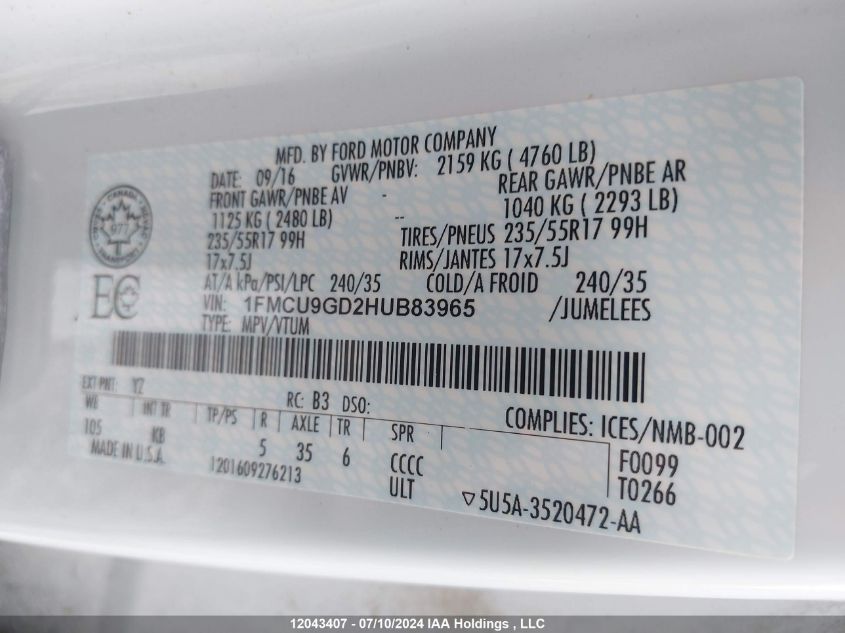 MFD. BY FORD MOTOR COMPANY
DATE: 09/16 GVWR/PNBV: 2159 KG ( 4760 LB)
FRONT GAWR/PNBE AV - REAR GAWR/PNBE AR
1125 KG ( 2480 LB) -- 1040 KG ( 2293 LB)
235/55R17 99H TIRES/PNEUS 235/55R17 99H
17x7.5J RIMS/JANTES 17x7.5J
AT/A kPa/PSI/LPC 240/35 COLD/A FROID 240/35
VIN: 1FMCU9GD2HUB83965 /JUMELEES
TYPE: MPV/VTUM
CANADA
977
TRANSPORT
EC
EXT PNT: YZ RC: B3 DSO:
WB INT TR TP/PS R AXLE TR SPR COMPLIES: ICES/NMB-002
105 KB 5 35 6 CCCC F0099
MADE IN U.S.A. 1201609276213 ULT T0266
5U5A-3520472-AA
12043407 - 07/10/2024 IAA Holdings , LLC